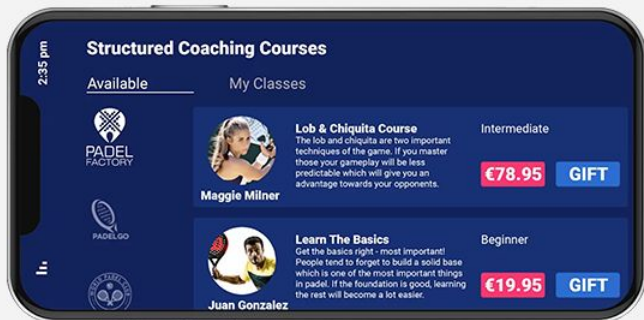 2:35 pm
Structured Coaching Courses
Available
My Classes
PADEL
FACTORY
PADELGO
WORLD PADEL CLUB
Maggie Milner
Lob & Chiquita Course
The lob and chiquita are two important
techniques of the game. If you master
those your gameplay will be less
predictable which will give you an
advantage towards your opponents.
Intermediate
€78.95
GIFT
Juan Gonzalez
Learn The Basics
Get the basics right - most important!
People tend to forget to build a solid base
which is one of the most important things
in padel. If the foundation is good, learning
the rest will become a lot easier.
Beginner
€19.95
GIFT